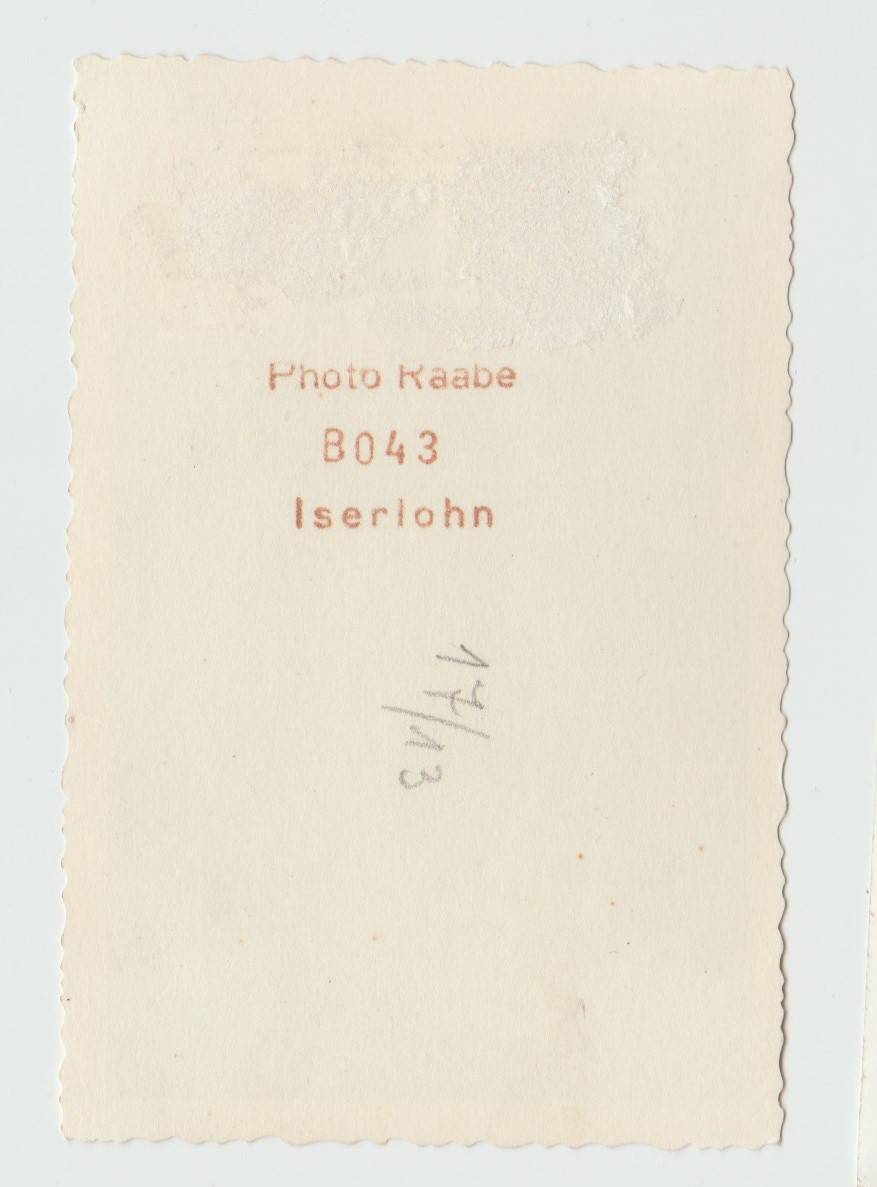 Photo Raabe
B043
Iserlohn
17/13